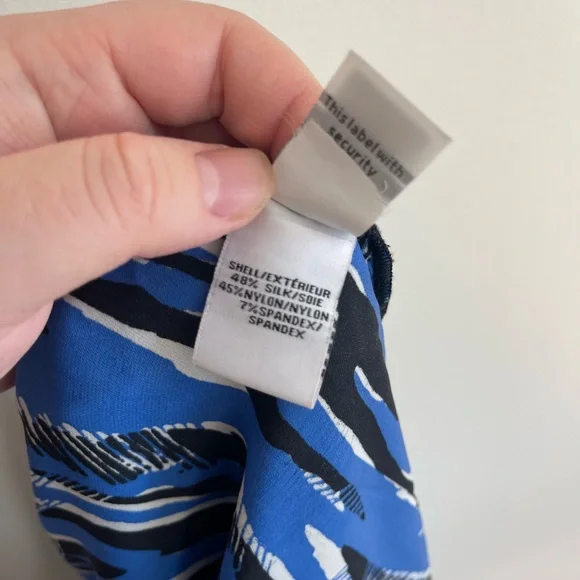 This label with
security
SHELL/EXTÉRIEUR
48% SILK/SOIE
45%NYLON/NYLON
7%SPANDEX/
SPANDEX